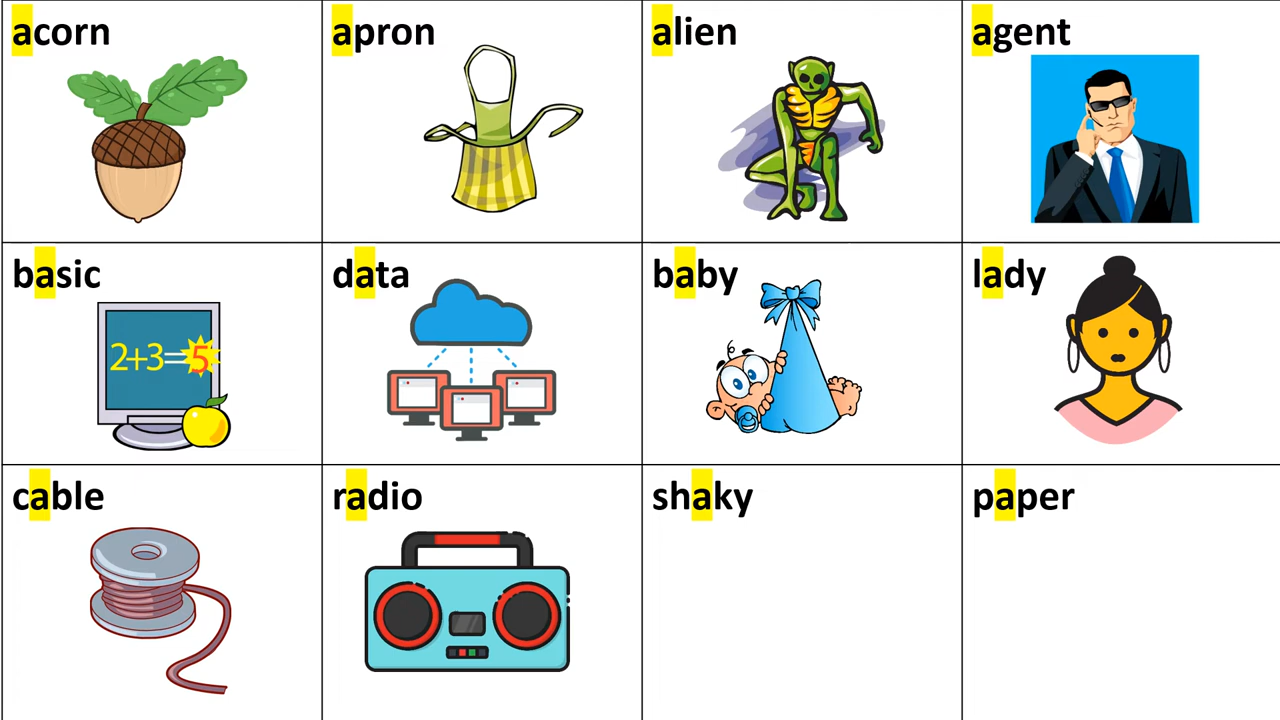 acorn
apron
alien
agent
basic
data
baby
lady
2+3=5
cable
radio
shaky
paper